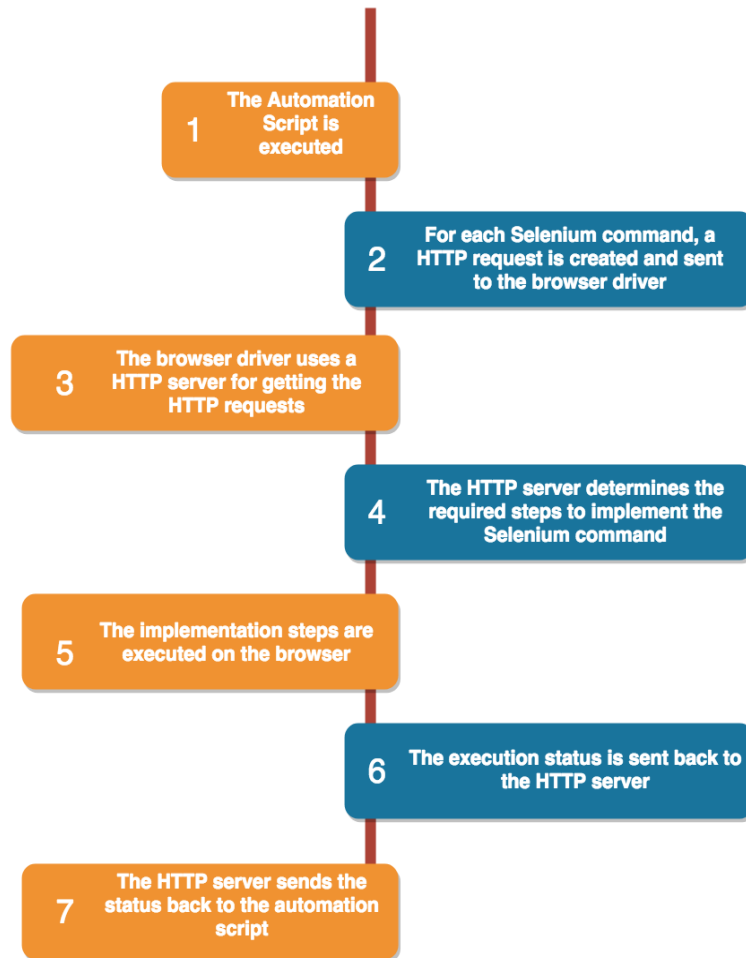 The Automation
1 Script is
executed
For each Selenium command, a
2 HTTP request is created and sent
to the browser driver
The browser driver uses a
3 HTTP server for getting the
HTTP requests
The HTTP server determines the
4 required steps to implement the
Selenium command
The implementation steps are
5 executed on the browser
6 The execution status is sent back to
the HTTP server
The HTTP server sends the
7 status back to the automation
script